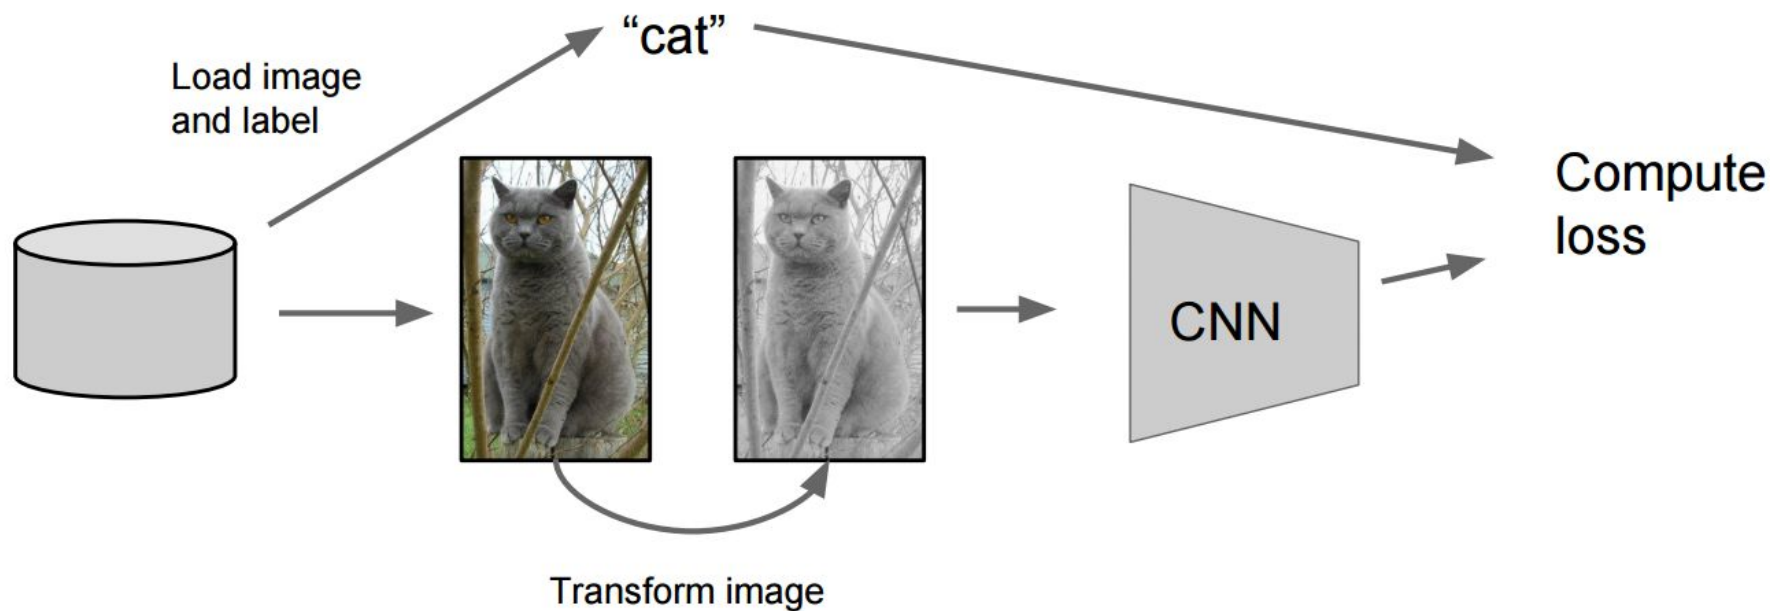 “cat”
Load image
and label
Compute
loss
CNN
Transform image